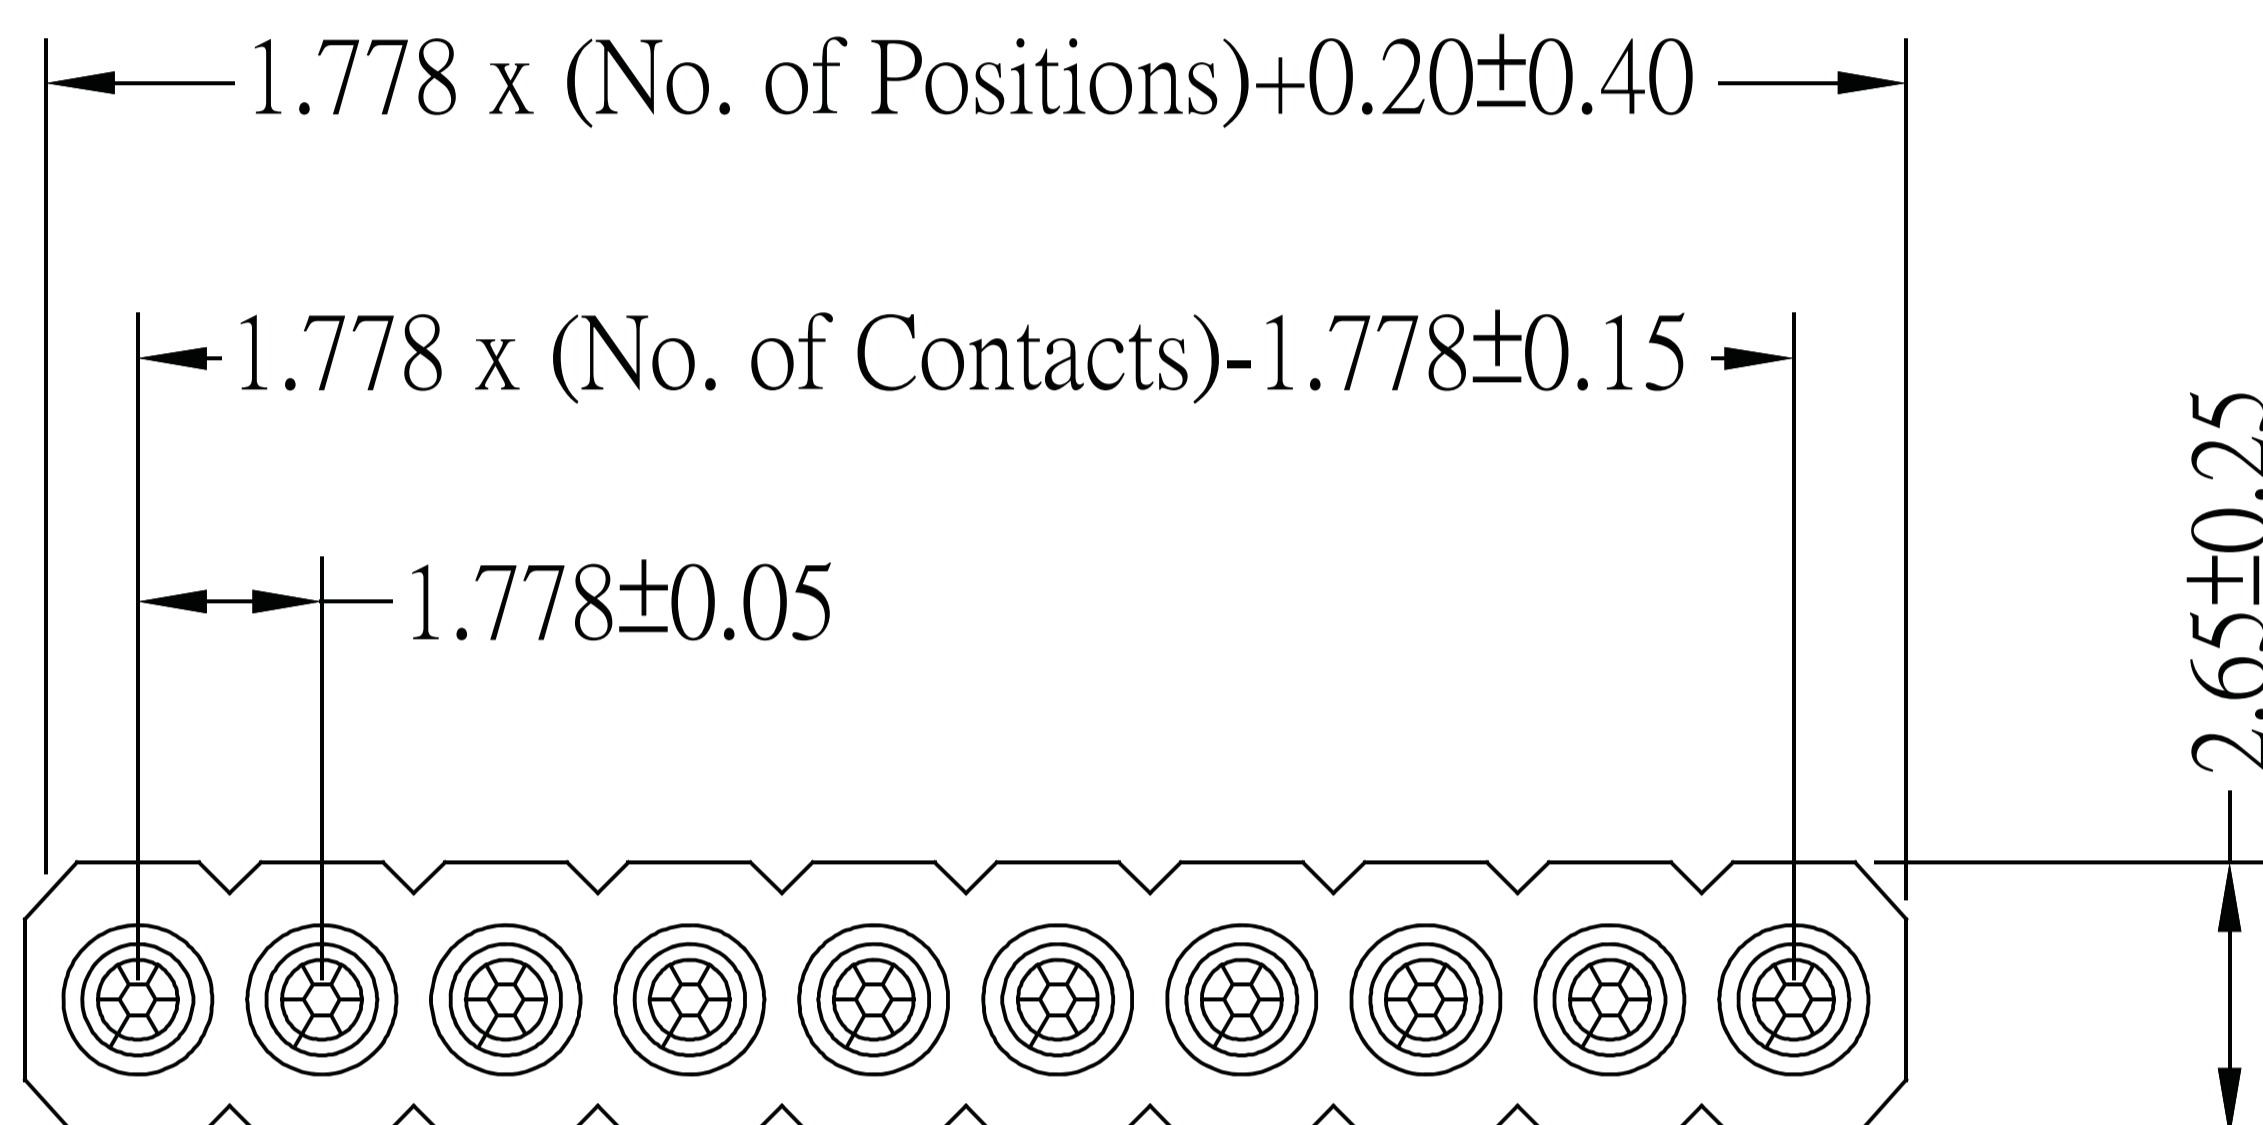 1.778 x (No. of Positions)+0.20±0.40
1.778 x (No. of Contacts)-1.778±0.15
1.778±0.05
2.65±0.25